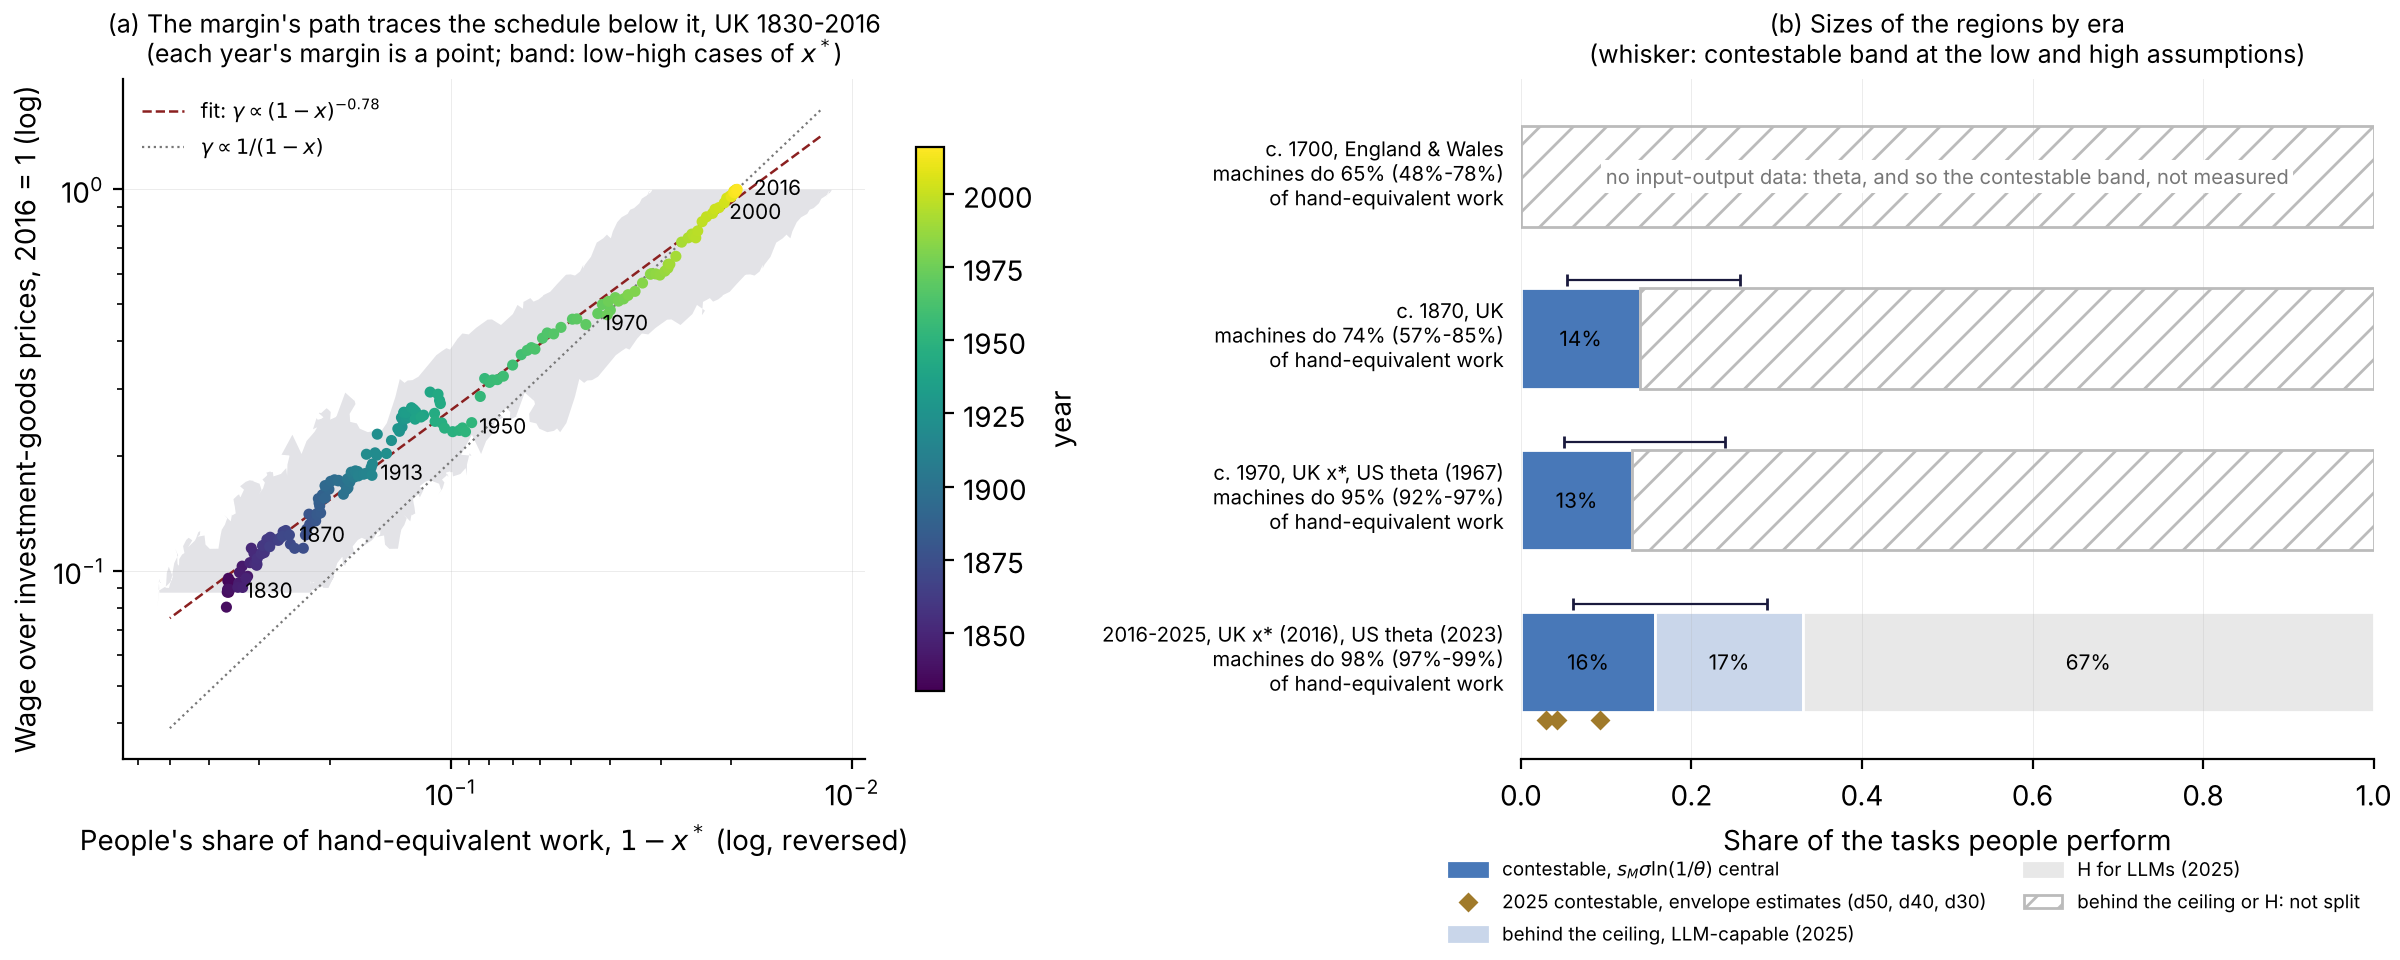 (a) The margin's path traces the schedule below it, UK 1830-2016
(each year's margin is a point; band: low-high cases of x*)
fit: γ ∝ (1 − x)^−0.78
γ ∝ 1/(1 − x)
Wage over investment-goods prices, 2016 = 1 (log)
10^0
10^−1
2016
2000
1970
1950
1913
1870
1830
10^−1
10^−2
People's share of hand-equivalent work, 1 − x* (log, reversed)
2000
1975
1950
1925
1900
1875
1850
year
(b) Sizes of the regions by era
(whisker: contestable band at the low and high assumptions)
c. 1700, England & Wales
machines do 65% (48%-78%)
of hand-equivalent work
no input-output data: theta, and so the contestable band, not measured
c. 1870, UK
machines do 74% (57%-85%)
of hand-equivalent work
14%
c. 1970, UK x*, US theta (1967)
machines do 95% (92%-97%)
of hand-equivalent work
13%
2016-2025, UK x* (2016), US theta (2023)
machines do 98% (97%-99%)
of hand-equivalent work
16%
17%
67%
0.0
0.2
0.4
0.6
0.8
1.0
Share of the tasks people perform
contestable, s_M σ ln(1/θ) central
2025 contestable, envelope estimates (d50, d40, d30)
behind the ceiling, LLM-capable (2025)
H for LLMs (2025)
behind the ceiling or H: not split